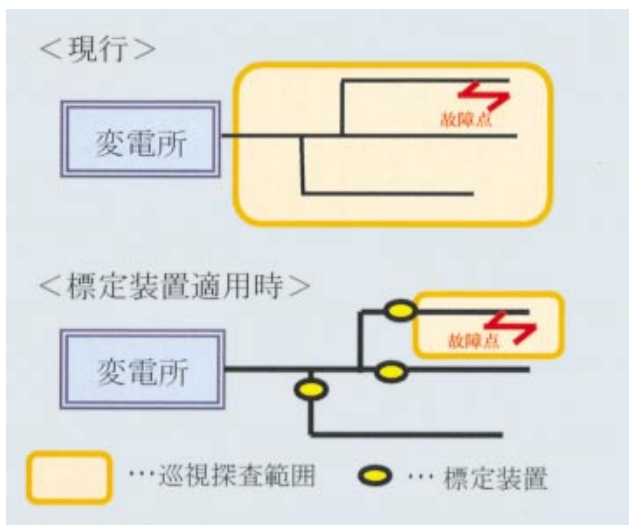 ＜現行＞
変電所
故障点
＜標定装置適用時＞
変電所
故障点
…巡視探査範囲
… 標定装置